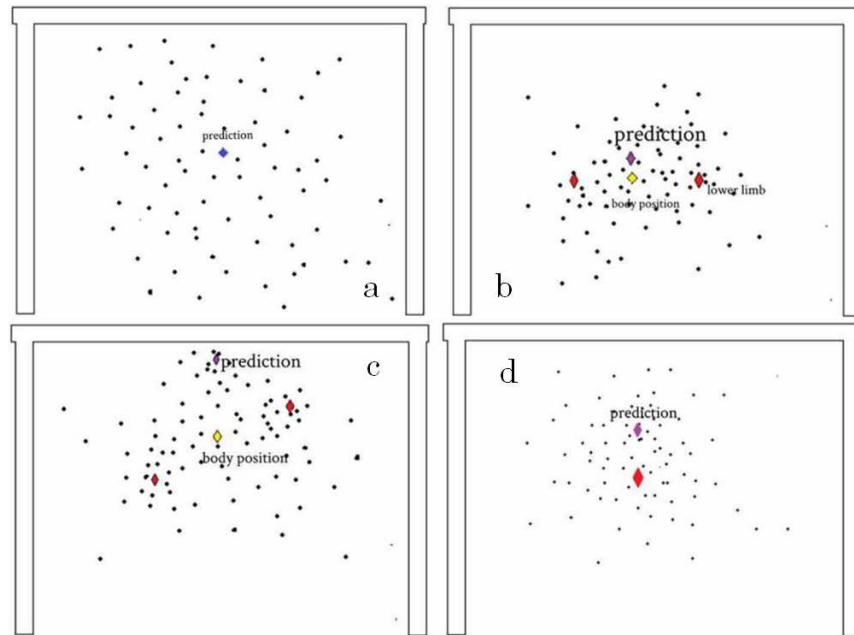 prediction
a
prediction
lower limb
body position
b
prediction
c
body position
d
prediction